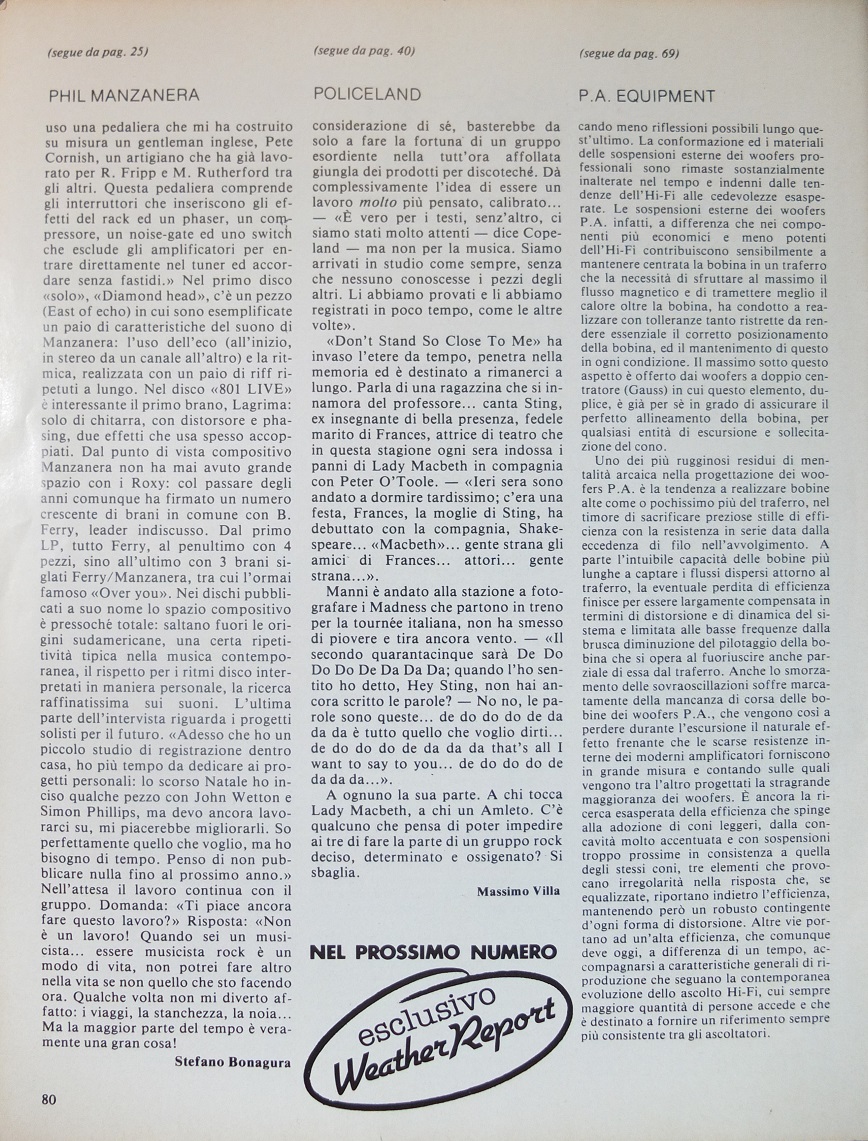 (segue da pag. 25)
PHIL MANZANERA
uso una pedaliera che mi ha costruito
su misura un gentleman inglese, Pete
Cornish, un artigiano che ha già lavo-
rato per R. Fripp e M. Rutherford tra
gli altri. Questa pedaliera comprende
gli interruttori che inseriscono gli ef-
fetti del rack ed un phaser, un com-
pressore, un noise-gate ed uno switch
che esclude gli amplificatori per en-
trare direttamente nel tuner ed accor-
dare senza fastidi.» Nel primo disco
«solo», «Diamond head», c'è un pezzo
(East of echo) in cui sono esemplificate
un paio di caratteristiche del suono di
Manzanera: l'uso dell'eco (all'inizio,
in stereo da un canale all'altro) e la rit-
mica, realizzata con un paio di riff ri-
petuti a lungo. Nel disco «801 LIVE»
è interessante il primo brano, Lagrima:
solo di chitarra, con distorsore e pha-
sing, due effetti che usa spesso accop-
piati. Dal punto di vista compositivo
Manzanera non ha mai avuto grande
spazio con i Roxy: col passare degli
anni comunque ha firmato un numero
crescente di brani in comune con B.
Ferry, leader indiscusso. Dal primo
LP, tutto Ferry, al penultimo con 4
pezzi, sino all'ultimo con 3 brani si-
glati Ferry/Manzanera, tra cui l'ormai
famoso «Over you». Nei dischi pubbli-
cati a suo nome lo spazio compositivo
è pressoché totale: saltano fuori le ori-
gini sudamericane, una certa ripeti-
tività tipica nella musica contempo-
ranea, il rispetto per i ritmi disco inter-
pretati in maniera personale, la ricerca
raffinatissima sui suoni. L'ultima
parte dell'intervista riguarda i progetti
solisti per il futuro. «Adesso che ho un
piccolo studio di registrazione dentro
casa, ho più tempo da dedicare ai pro-
getti personali: lo scorso Natale ho in-
ciso qualche pezzo con John Wetton e
Simon Phillips, ma devo ancora lavo-
rarci su, mi piacerebbe migliorarli. So
perfettamente quello che voglio, ma ho
bisogno di tempo. Penso di non pub-
blicare nulla fino al prossimo anno.»
Nell'attesa il lavoro continua con il
gruppo. Domanda: «Ti piace ancora
fare questo lavoro?» Risposta: «Non
è un lavoro! Quando sei un musi-
cista... essere musicista rock è un
modo di vita, non potrei fare altro
nella vita se non quello che sto facendo
ora. Qualche volta non mi diverto af-
fatto: i viaggi, la stanchezza, la noia...
Ma la maggior parte del tempo è vera-
mente una gran cosa!
Stefano Bonagura
80
(segue da pag. 40)
POLICELAND
considerazione di sé, basterebbe da
solo a fare la fortuna di un gruppo
esordiente nella tutt'ora affollata
giungla dei prodotti per discoteché. Dà
complessivamente l'idea di essere un
lavoro molto più pensato, calibrato...
— «È vero per i testi, senz'altro, ci
siamo stati molto attenti — dice Cope-
land — ma non per la musica. Siamo
arrivati in studio come sempre, senza
che nessuno conoscesse i pezzi degli
altri. Li abbiamo provati e li abbiamo
registrati in poco tempo, come le altre
volte».
«Don't Stand So Close To Me» ha
invaso l'etere da tempo, penetra nella
memoria ed è destinato a rimanerci a
lungo. Parla di una ragazzina che si in-
namora del professore... canta Sting,
ex insegnante di bella presenza, fedele
marito di Frances, attrice di teatro che
in questa stagione ogni sera indossa i
panni di Lady Macbeth in compagnia
con Peter O'Toole. — «Ieri sera sono
andato a dormire tardissimo; c'era una
festa, Frances, la moglie di Sting, ha
debuttato con la compagnia, Shake-
speare... «Macbeth»... gente strana gli
amici di Frances... attori... gente
strana...».
Manni è andato alla stazione a foto-
grafare i Madness che partono in treno
per la tournée italiana, non ha smesso
di piovere e tira ancora vento. — «Il
secondo quarantacinque sarà De Do
Do Do De Da Da Da; quando l'ho sen-
tito ho detto, Hey Sting, non hai an-
cora scritto le parole? — No no, le pa-
role sono queste... de do do do de da
da da è tutto quello che voglio dirti...
de do do do de da da da that's all I
want to say to you... de do do do de
da da da...».
A ognuno la sua parte. A chi tocca
Lady Macbeth, a chi un Amleto. C'è
qualcuno che pensa di poter impedire
ai tre di fare la parte di un gruppo rock
deciso, determinato e ossigenato? Si
sbaglia.
Massimo Villa
NEL PROSSIMO NUMERO
esclusivo
Weather Report
(segue da pag. 69)
P.A. EQUIPMENT
cando meno riflessioni possibili lungo que-
st'ultimo. La conformazione ed i materiali
delle sospensioni esterne dei woofers pro-
fessionali sono rimaste sostanzialmente
inalterate nel tempo e indenni dalle ten-
denze dell'Hi-Fi alle cedevolezze esaspe-
rate. Le sospensioni esterne dei woofers
P.A. infatti, a differenza che nei compo-
nenti più economici e meno potenti
dell'Hi-Fi contribuiscono sensibilmente a
mantenere centrata la bobina in un traferro
che la necessità di sfruttare al massimo il
flusso magnetico e di tramettere meglio il
calore oltre la bobina, ha condotto a rea-
lizzare con tolleranze tanto ristrette da ren-
dere essenziale il corretto posizionamento
della bobina, ed il mantenimento di questo
in ogni condizione. Il massimo sotto questo
aspetto è offerto dai woofers a doppio cen-
tratore (Gauss) in cui questo elemento, du-
plice, è già per sè in grado di assicurare il
perfetto allineamento della bobina, per
qualsiasi entità di escursione e sollecita-
zione del cono.
Uno dei più rugginosi residui di men-
talità arcaica nella progettazione dei woo-
fers P.A. è la tendenza a realizzare bobine
alte come o pochissimo più del traferro, nel
timore di sacrificare preziose stille di effi-
cienza con la resistenza in serie data dalla
eccedenza di filo nell'avvolgimento. A
parte l'intuibile capacità delle bobine più
lunghe a captare i flussi dispersi attorno al
traferro, la eventuale perdita di efficienza
finisce per essere largamente compensata in
termini di distorsione e di dinamica del si-
stema e limitata alle basse frequenze dalla
brusca diminuzione del pilotaggio della bo-
bina che si opera al fuoriuscire anche par-
ziale di essa dal traferro. Anche lo smorza-
mento delle sovraoscillazioni soffre marca-
tamente della mancanza di corsa delle bo-
bine dei woofers P.A., che vengono così a
perdere durante l'escursione il naturale ef-
fetto frenante che le scarse resistenze in-
terne dei moderni amplificatori forniscono
in grande misura e contando sulle quali
vengono tra l'altro progettati la stragrande
maggioranza dei woofers. È ancora la ri-
cerca esasperata della efficienza che spinge
alla adozione di coni leggeri, dalla con-
cavità molto accentuata e con sospensioni
troppo prossime in consistenza a quella
degli stessi coni, tre elementi che provo-
cano irregolarità nella risposta che, se
equalizzate, riportano indietro l'efficienza,
mantenendo però un robusto contingente
d'ogni forma di distorsione. Altre vie por-
tano ad un'alta efficienza, che comunque
deve oggi, a differenza di un tempo, ac-
compagnarsi a caratteristiche generali di ri-
produzione che seguano la contemporanea
evoluzione dello ascolto Hi-Fi, cui sempre
maggiore quantità di persone accede e che
è destinato a fornire un riferimento sempre
più consistente tra gli ascoltatori.